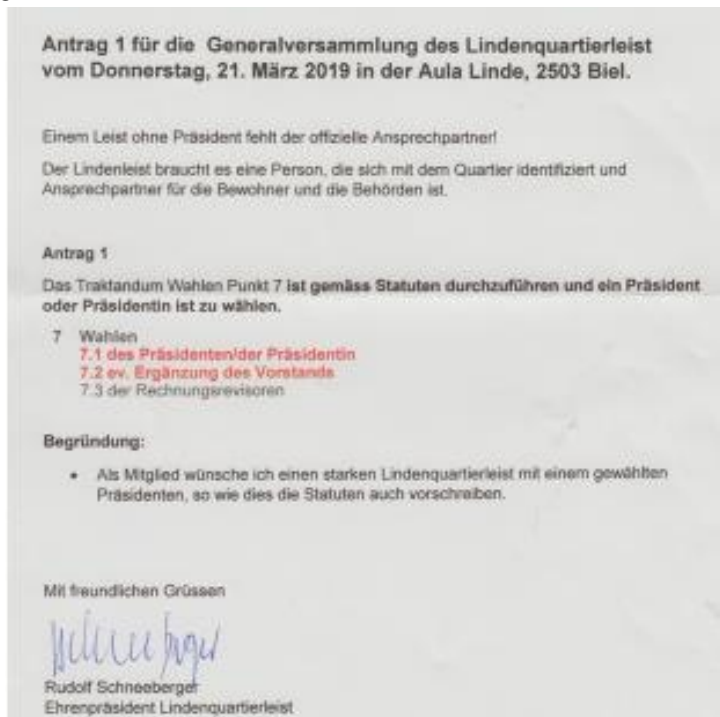 Antrag 1 für die Generalversammlung des Lindenquartierleist
vom Donnerstag, 21. März 2019 in der Aula Linde, 2503 Biel.
Einem Leist ohne Präsident fehlt der offizielle Ansprechpartner!
Der Lindenleist braucht es eine Person, die sich mit dem Quartier identifiziert und
Ansprechpartner für die Bewohner und die Behörden ist.
Antrag 1
Das Traktandum Wahlen Punkt 7 ist gemäss Statuten durchzuführen und ein Präsident
oder Präsidentin ist zu wählen.
7 Wahlen
7.1 des Präsidenten/der Präsidentin
7.2 ev. Ergänzung des Vorstands
7.3 der Rechnungsrevisoren
Begründung:
• Als Mitglied wünsche ich einen starken Lindenquartierleist mit einem gewählten
Präsidenten, so wie dies die Statuten auch vorschreiben.
Mit freundlichen Grüssen
Schneeberger
Rudolf Schneeberger
Ehrenpräsident Lindenquartierleist